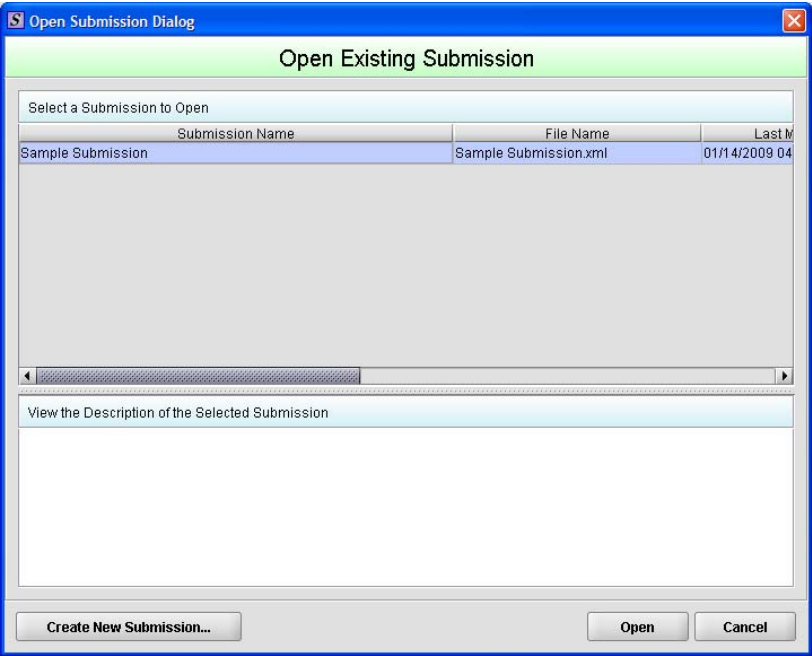 S Open Submission Dialog
Open Existing Submission
Select a Submission to Open
Submission Name File Name Last M
Sample Submission Sample Submission.xml 01/14/2009 04
View the Description of the Selected Submission
Create New Submission... Open Cancel